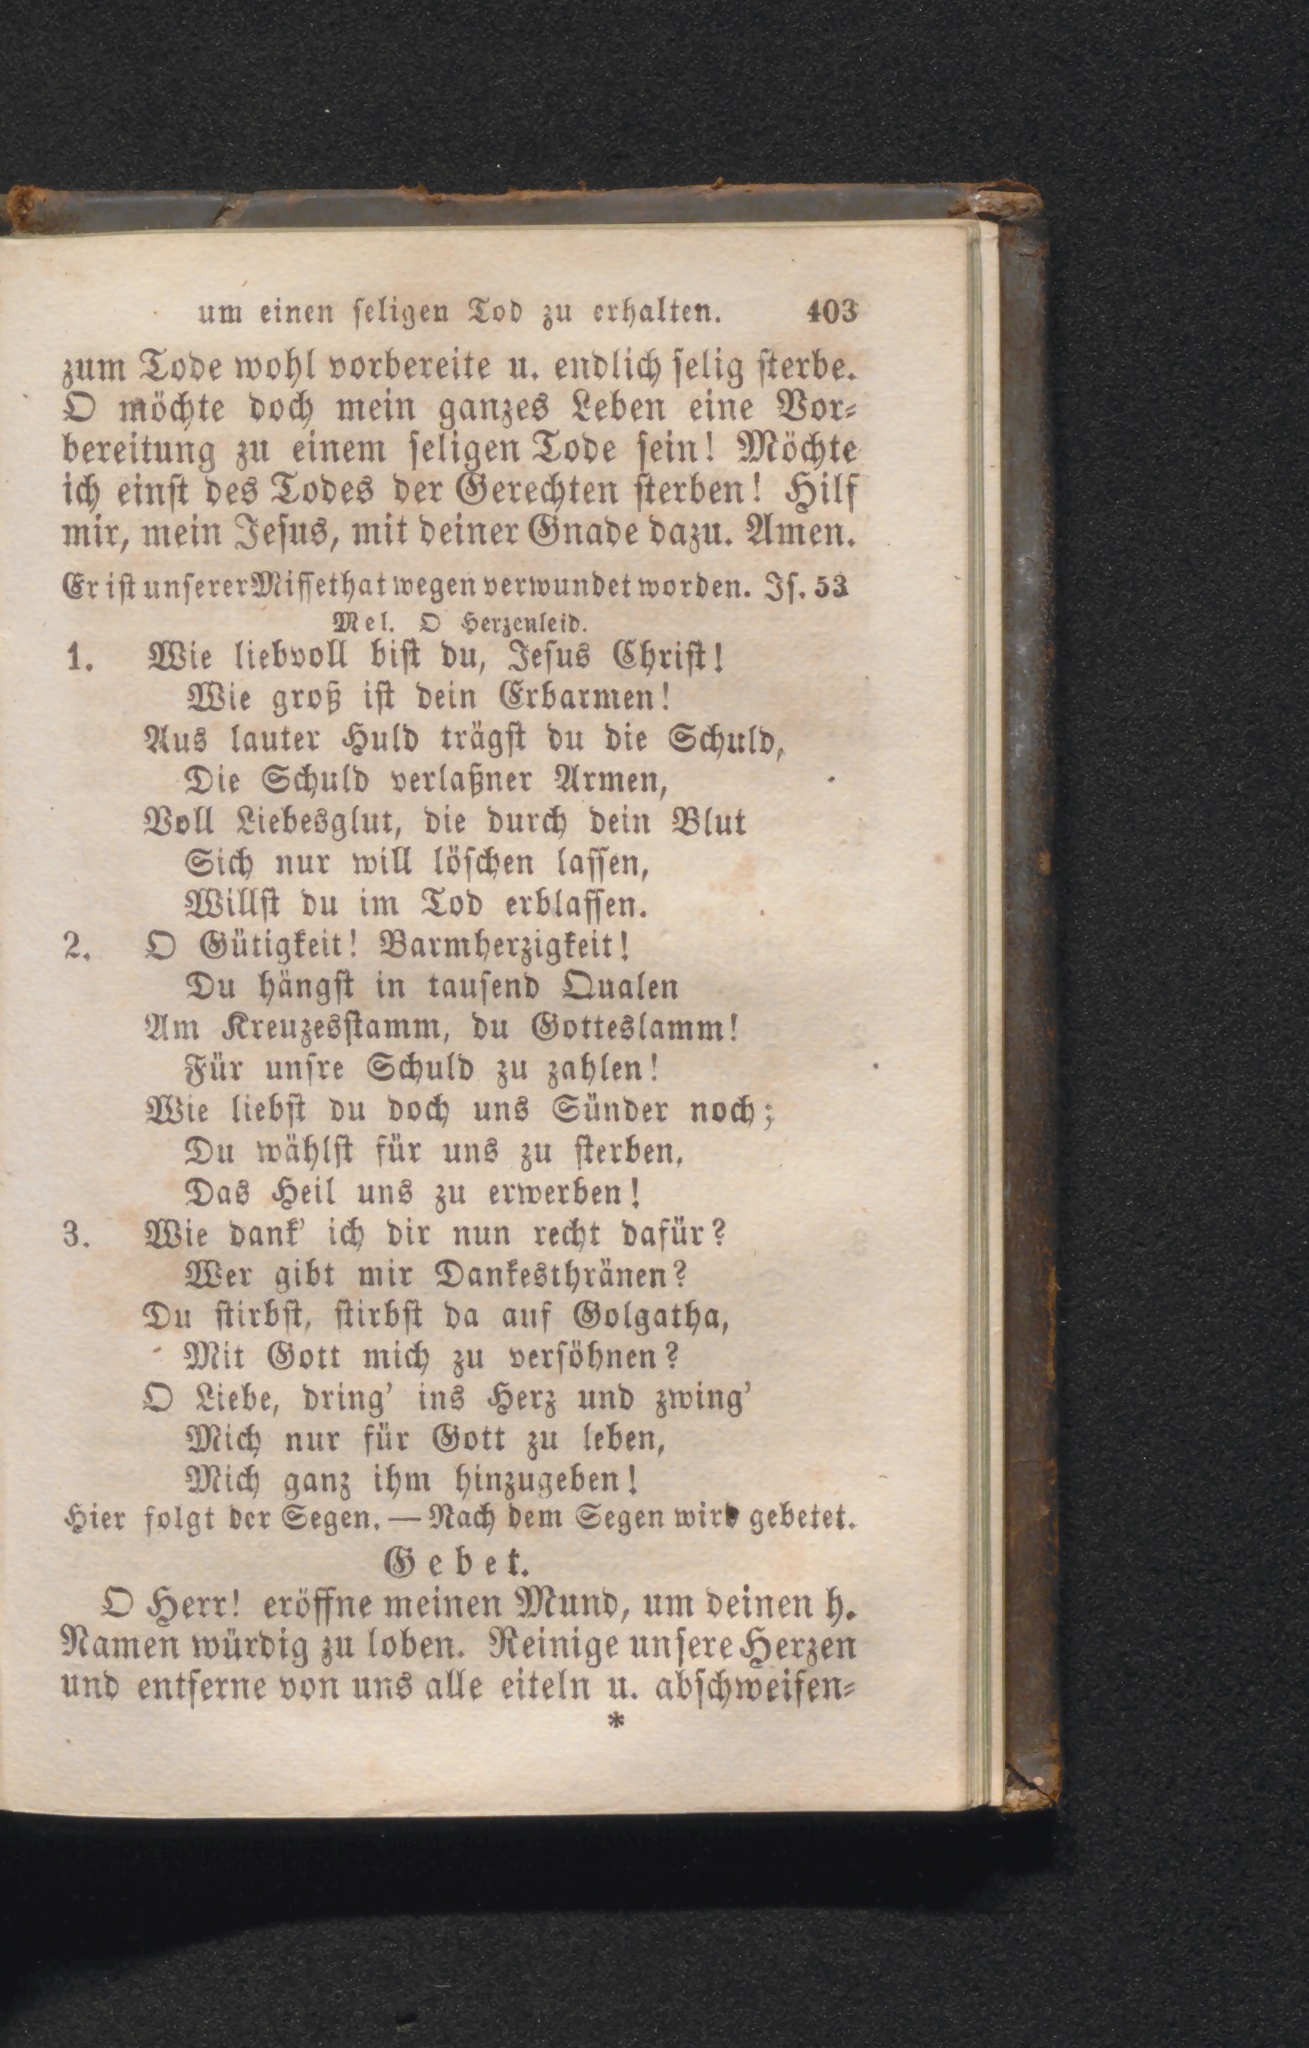 um einen seligen Tod zu erhalten. 403
zum Tode wohl vorbereite u. endlich selig sterbe.
O möchte doch mein ganzes Leben eine Vor-
bereitung zu einem seligen Tode sein! Möchte
ich einst des Todes der Gerechten sterben! Hilf
mir, mein Jesus, mit deiner Gnade dazu. Amen.
Er ist unserer Missethat wegen verwundet worden. Js. 53
Mel. O Herzenleid.
1. Wie liebvoll bist du, Jesus Christ!
Wie groß ist dein Erbarmen!
Aus lauter Huld trägst du die Schuld,
Die Schuld verlaßner Armen,
Voll Liebesglut, die durch dein Blut
Sich nur will löschen lassen,
Willst du im Tod erblassen.
2. O Gütigkeit! Barmherzigkeit!
Du hängst in tausend Qualen
Am Kreuzesstamm, du Gotteslamm!
Für unsre Schuld zu zahlen!
Wie liebst du doch uns Sünder noch;
Du wählst für uns zu sterben,
Das Heil uns zu erwerben!
3. Wie dank' ich dir nun recht dafür?
Wer gibt mir Dankesthränen?
Du stirbst, stirbst da auf Golgatha,
Mit Gott mich zu versöhnen?
O Liebe, dring' ins Herz und zwing'
Mich nur für Gott zu leben,
Mich ganz ihm hinzugeben!
Hier folgt der Segen. — Nach dem Segen wird gebetet.
Gebet.
O Herr! eröffne meinen Mund, um deinen h.
Namen würdig zu loben. Reinige unsere Herzen
und entferne von uns alle eiteln u. abschweifen-
*